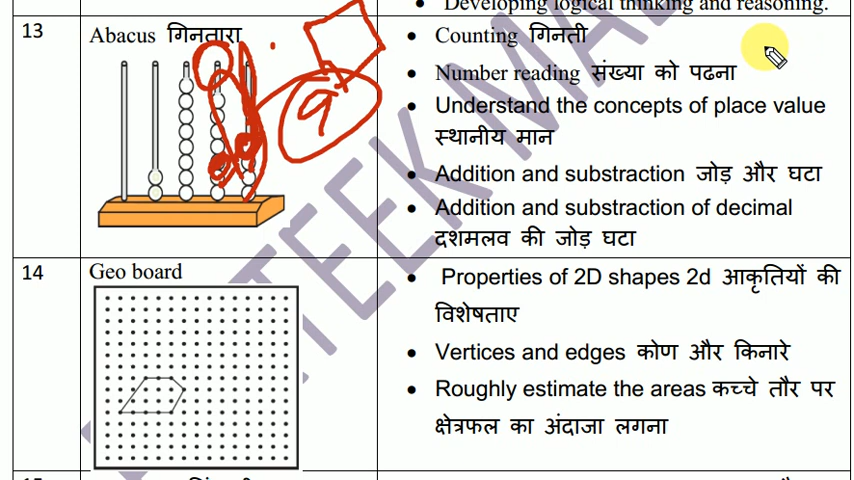 Developing logical thinking and reasoning.
13
Abacus गिनतारा
Counting गिनती
Number reading संख्या को पढना
Understand the concepts of place value
स्थानीय मान
Addition and substraction जोड़ और घटा
Addition and substraction of decimal
दशमलव की जोड़ घटा
9
14
Geo board
Properties of 2D shapes 2d आकृतियों की
विशेषताए
Vertices and edges कोण और किनारे
Roughly estimate the areas कच्चे तौर पर
क्षेत्रफल का अंदाजा लगना